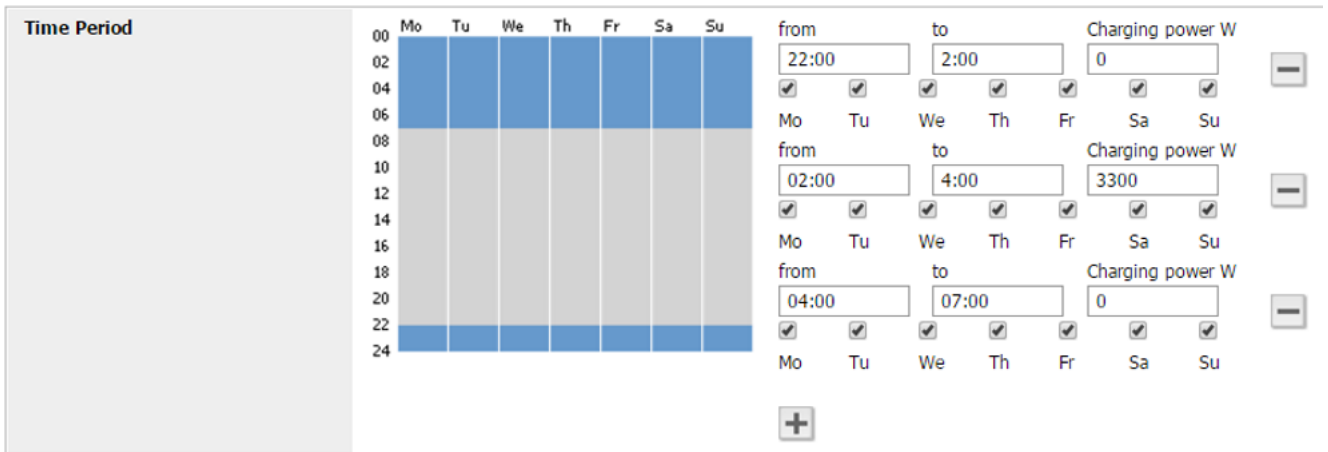 Time Period
Mo Tu We Th Fr Sa Su
00
02
04
06
08
10
12
14
16
18
20
22
24
from to Charging power W
22:00 2:00 0
Mo Tu We Th Fr Sa Su
from to Charging power W
02:00 4:00 3300
Mo Tu We Th Fr Sa Su
from to Charging power W
04:00 07:00 0
Mo Tu We Th Fr Sa Su